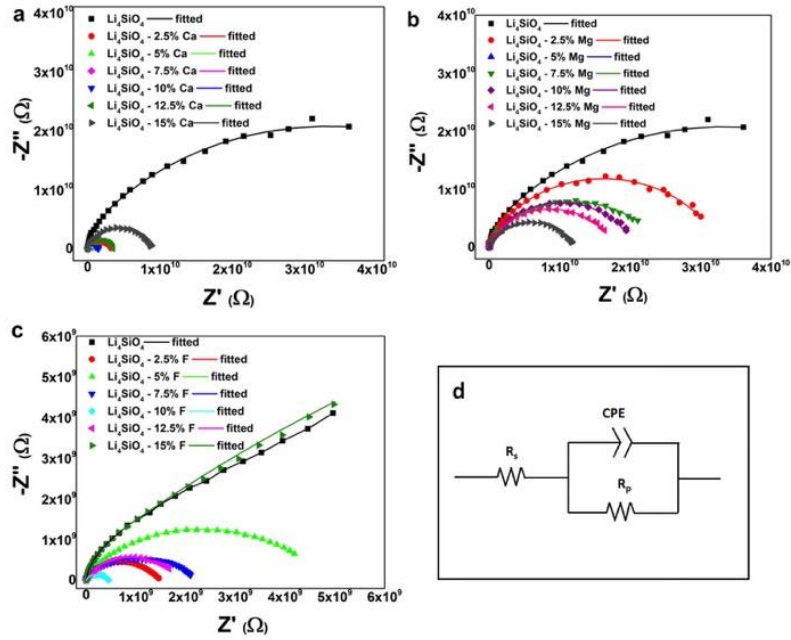 a
4x10¹⁰
3x10¹⁰
2x10¹⁰
1x10¹⁰
0
-Z'' (Ω)
Li₄SiO₄ fitted
Li₄SiO₄ - 2.5% Ca fitted
Li₄SiO₄ - 5% Ca fitted
Li₄SiO₄ - 7.5% Ca fitted
Li₄SiO₄ - 10% Ca fitted
Li₄SiO₄ - 12.5% Ca fitted
Li₄SiO₄ - 15% Ca fitted
0 1x10¹⁰ 2x10¹⁰ 3x10¹⁰ 4x10¹⁰
Z' (Ω)
b
4x10¹⁰
3x10¹⁰
2x10¹⁰
1x10¹⁰
0
-Z'' (Ω)
Li₄SiO₄ fitted
Li₄SiO₄ - 2.5% Mg fitted
Li₄SiO₄ - 5% Mg fitted
Li₄SiO₄ - 7.5% Mg fitted
Li₄SiO₄ - 10% Mg fitted
Li₄SiO₄ - 12.5% Mg fitted
Li₄SiO₄ - 15% Mg fitted
0 1x10¹⁰ 2x10¹⁰ 3x10¹⁰ 4x10¹⁰
Z' (Ω)
c
6x10⁹
5x10⁹
4x10⁹
3x10⁹
2x10⁹
1x10⁹
0
-Z'' (Ω)
Li₄SiO₄ fitted
Li₄SiO₄ - 2.5% F fitted
Li₄SiO₄ - 5% F fitted
Li₄SiO₄ - 7.5% F fitted
Li₄SiO₄ - 10% F fitted
Li₄SiO₄ - 12.5% F fitted
Li₄SiO₄ - 15% F fitted
0 1x10⁹ 2x10⁹ 3x10⁹ 4x10⁹ 5x10⁹ 6x10⁹
Z' (Ω)
d
CPE
Rₛ
Rₚ